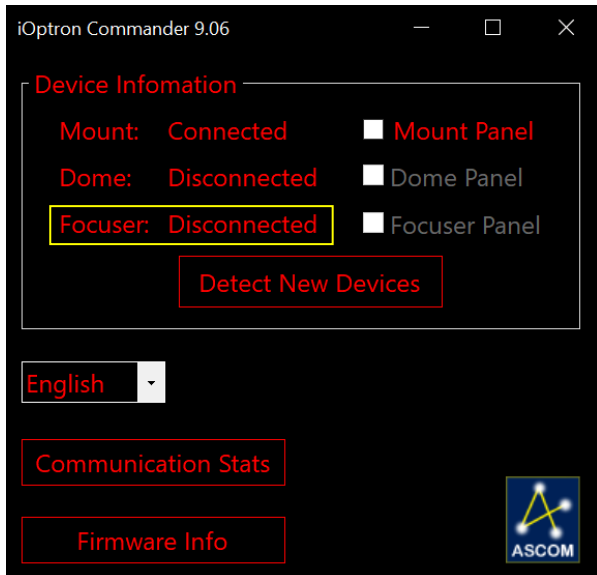 iOptron Commander 9.06
Device Infomation
Mount: Connected Mount Panel
Dome: Disconnected Dome Panel
Focuser: Disconnected Focuser Panel
Detect New Devices
English
Communication Stats
Firmware Info
ASCOM